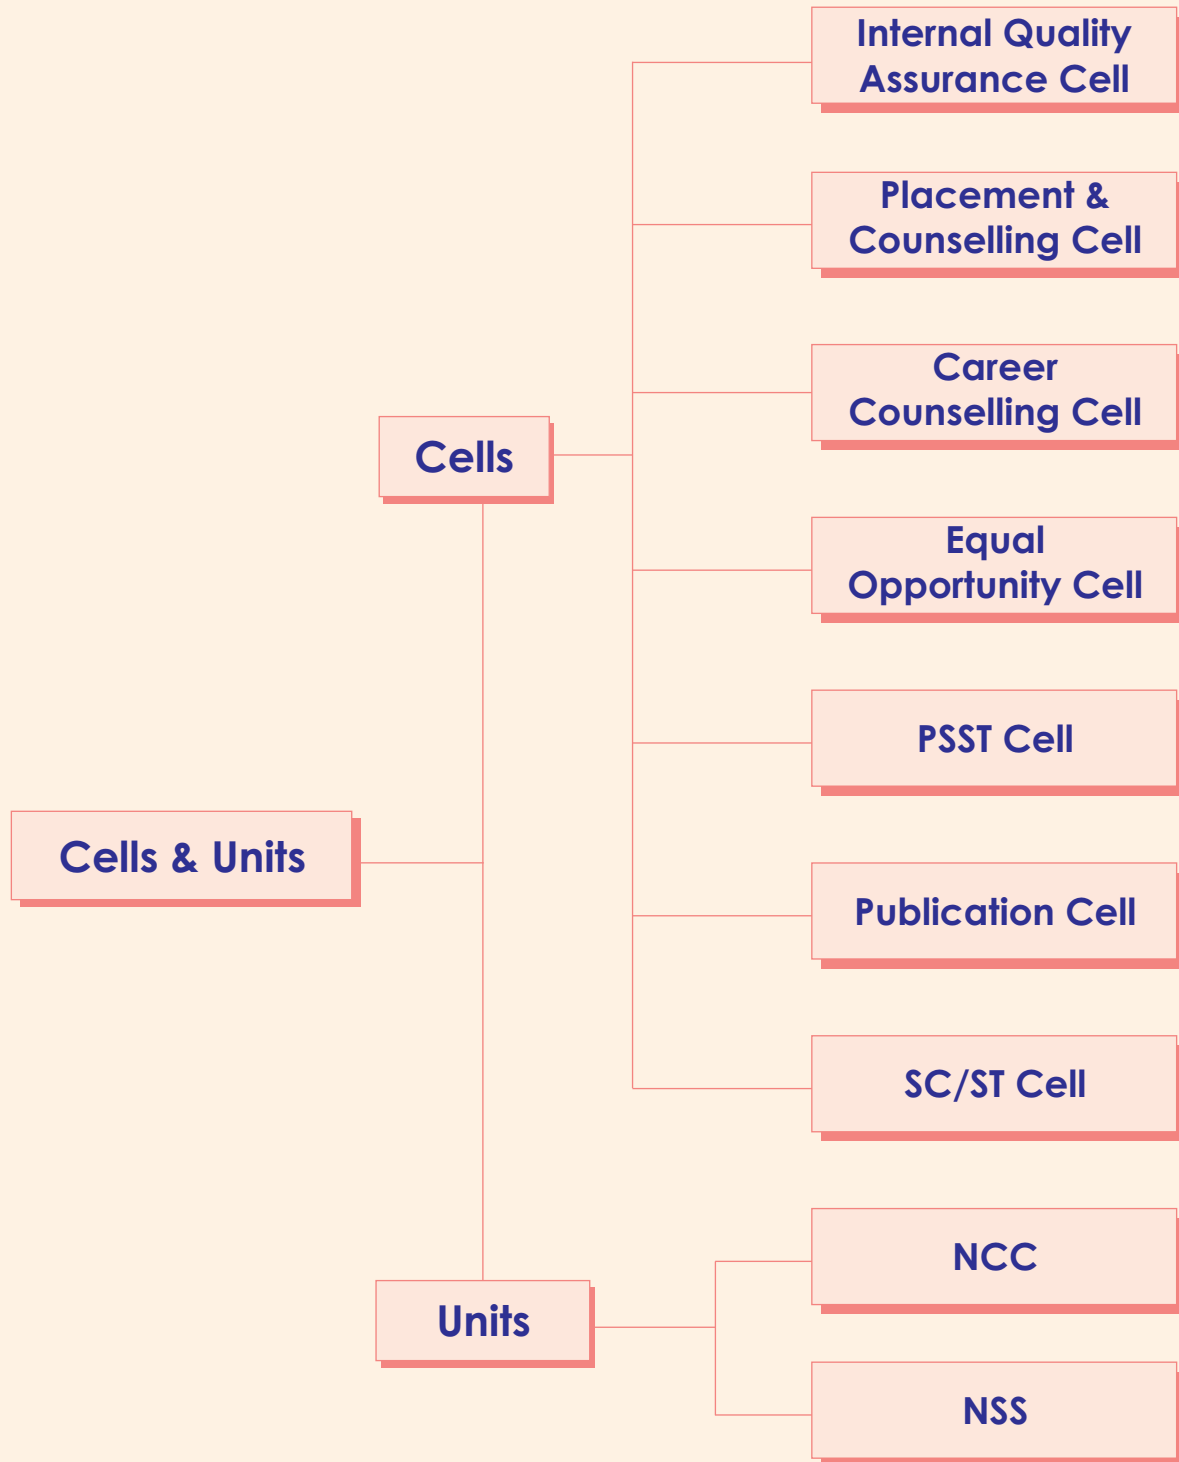 Internal Quality
Assurance Cell
Placement &
Counselling Cell
Career
Counselling Cell
Cells
Equal
Opportunity Cell
PSST Cell
Cells & Units
Publication Cell
SC/ST Cell
NCC
Units
NSS